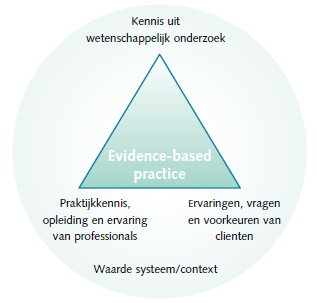 Kennis uit
wetenschappelijk onderzoek
Evidence-based
practice
Praktijkkennis,
opleiding en ervaring
van professionals
Ervaringen, vragen
en voorkeuren van
clienten
Waarde systeem/context